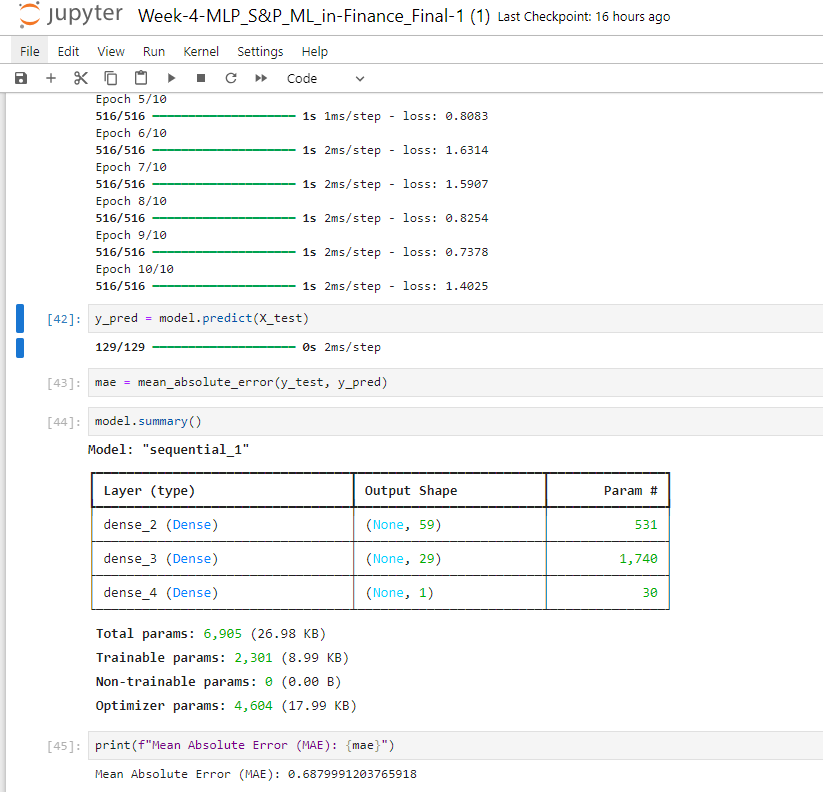 jupyter Week-4-MLP_S&P_ML_in-Finance_Final-1 (1) Last Checkpoint: 16 hours ago
File Edit View Run Kernel Settings Help
Code
Epoch 5/10
516/516 1s 1ms/step - loss: 0.8083
Epoch 6/10
516/516 1s 2ms/step - loss: 1.6314
Epoch 7/10
516/516 1s 2ms/step - loss: 1.5907
Epoch 8/10
516/516 1s 2ms/step - loss: 0.8254
Epoch 9/10
516/516 1s 2ms/step - loss: 0.7378
Epoch 10/10
516/516 1s 2ms/step - loss: 1.4025
[42]: y_pred = model.predict(X_test)
129/129 0s 2ms/step
[43]: mae = mean_absolute_error(y_test, y_pred)
[44]: model.summary()
Model: "sequential_1"
Layer (type) Output Shape Param #
dense_2 (Dense) (None, 59) 531
dense_3 (Dense) (None, 29) 1,740
dense_4 (Dense) (None, 1) 30
Total params: 6,905 (26.98 KB)
Trainable params: 2,301 (8.99 KB)
Non-trainable params: 0 (0.00 B)
Optimizer params: 4,604 (17.99 KB)
[45]: print(f"Mean Absolute Error (MAE): {mae}")
Mean Absolute Error (MAE): 0.6879991203765918